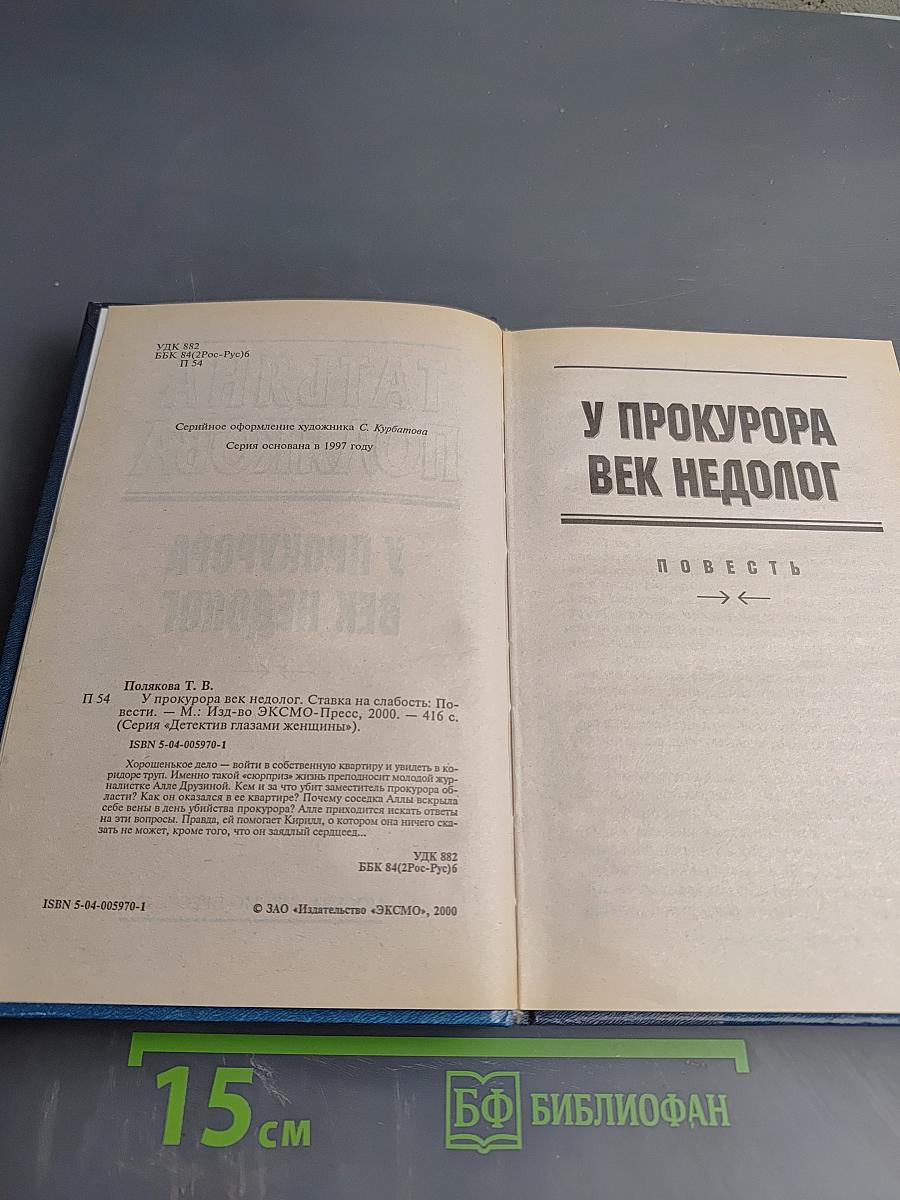 УДК 882
ББК 84(2Рос-Рус)6
П 54
Серийное оформление художника С. Курбатова
Серия основана в 1997 году
Полякова Т. В.
П 54 У прокурора век недолог. Ставка на слабость: По-
вести. — М.: Изд-во ЭКСМО-Пресс, 2000. — 416 с.
(Серия «Детектив глазами женщины»).
ISBN 5-04-005970-1
Хорошенькое дело — войти в собственную квартиру и увидеть в ко-
ридоре труп. Именно такой «сюрприз» жизнь преподносит молодой жур-
налистке Алле Друзиной. Кем и за что убит заместитель прокурора об-
ласти? Как он оказался в ее квартире? Почему соседка Аллы вскрыла
себе вены в день убийства прокурора? Алле приходится искать ответы
на эти вопросы. Правда, ей помогает Кирилл, о котором она ничего ска-
зать не может, кроме того, что он заядлый сердцеед...
УДК 882
ББК 84(2Рос-Рус)6
ISBN 5-04-005970-1
© ЗАО «Издательство «ЭКСМО», 2000
У ПРОКУРОРА
ВЕК НЕДОЛОГ
ПОВЕСТЬ
15 см
БФ БИБЛИОФАН